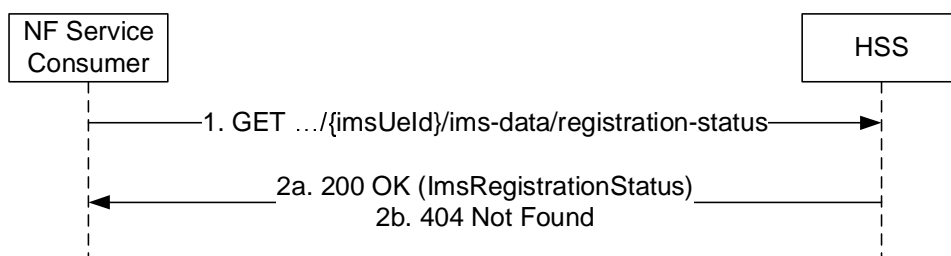 NF Service
Consumer
HSS
1. GET …/{imsUeId}/ims-data/registration-status
2a. 200 OK (ImsRegistrationStatus)
2b. 404 Not Found